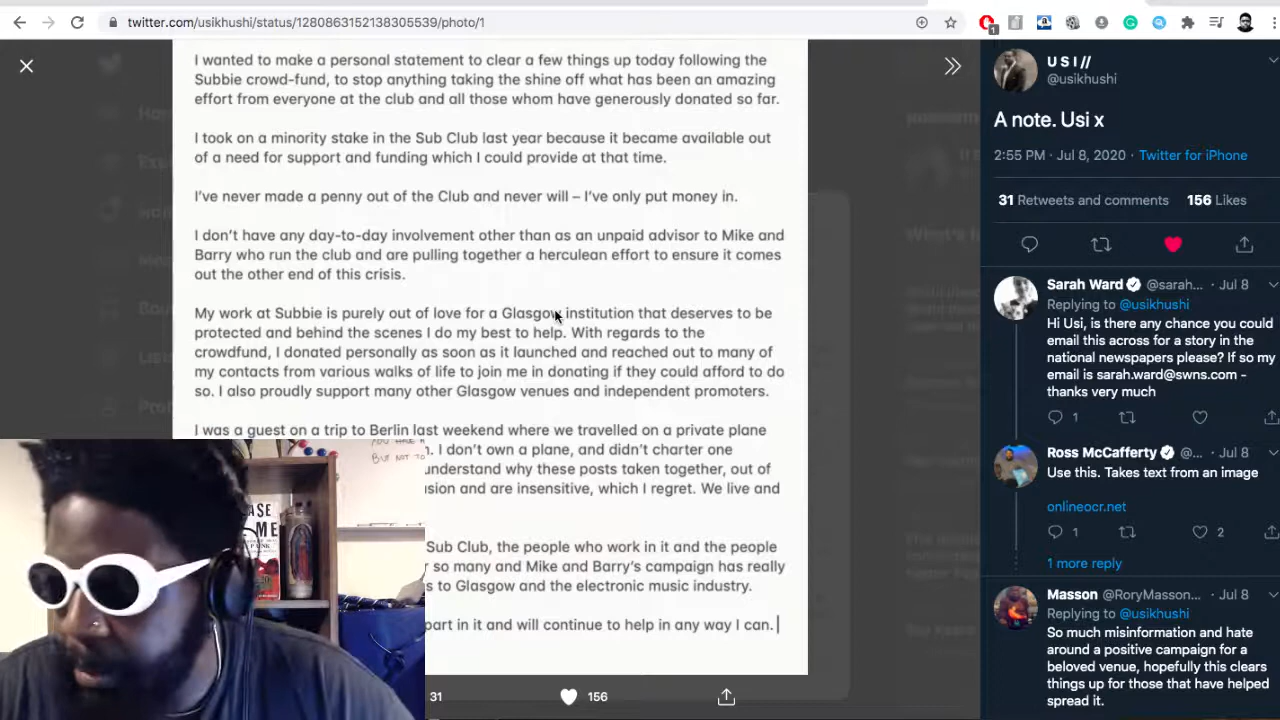 twitter.com/usikhushi/status/1280863152138305539/photo/1
I wanted to make a personal statement to clear a few things up today following the
Subbie crowd-fund, to stop anything taking the shine off what has been an amazing
effort from everyone at the club and all those whom have generously donated so far.
I took on a minority stake in the Sub Club last year because it became available out
of a need for support and funding which I could provide at that time.
I've never made a penny out of the Club and never will – I've only put money in.
I don't have any day-to-day involvement other than as an unpaid advisor to Mike and
Barry who run the club and are pulling together a herculean effort to ensure it comes
out the other end of this crisis.
My work at Subbie is purely out of love for a Glasgow institution that deserves to be
protected and behind the scenes I do my best to help. With regards to the
crowdfund, I donated personally as soon as it launched and reached out to many of
my contacts from various walks of life to join me in donating if they could afford to do
so. I also proudly support many other Glasgow venues and independent promoters.
I was a guest on a trip to Berlin last weekend where we travelled on a private plane
I don't own a plane, and didn't charter one
understand why these posts taken together, out of
sion and are insensitive, which I regret. We live and
Sub Club, the people who work in it and the people
r so many and Mike and Barry's campaign has really
s to Glasgow and the electronic music industry.
part in it and will continue to help in any way I can.
31
156
U S I //
@usikhushi
A note. Usi x
2:55 PM · Jul 8, 2020 · Twitter for iPhone
31 Retweets and comments 156 Likes
Sarah Ward @sarah... · Jul 8
Replying to @usikhushi
Hi Usi, is there any chance you could
email this across for a story in the
national newspapers please? If so my
email is sarah.ward@swns.com -
thanks very much
1
Ross McCafferty @... · Jul 8
Use this. Takes text from an image
onlineocr.net
1 2
1 more reply
Masson @RoryMasson... · Jul 8
Replying to @usikhushi
So much misinformation and hate
around a positive campaign for a
beloved venue, hopefully this clears
things up for those that have helped
spread it.